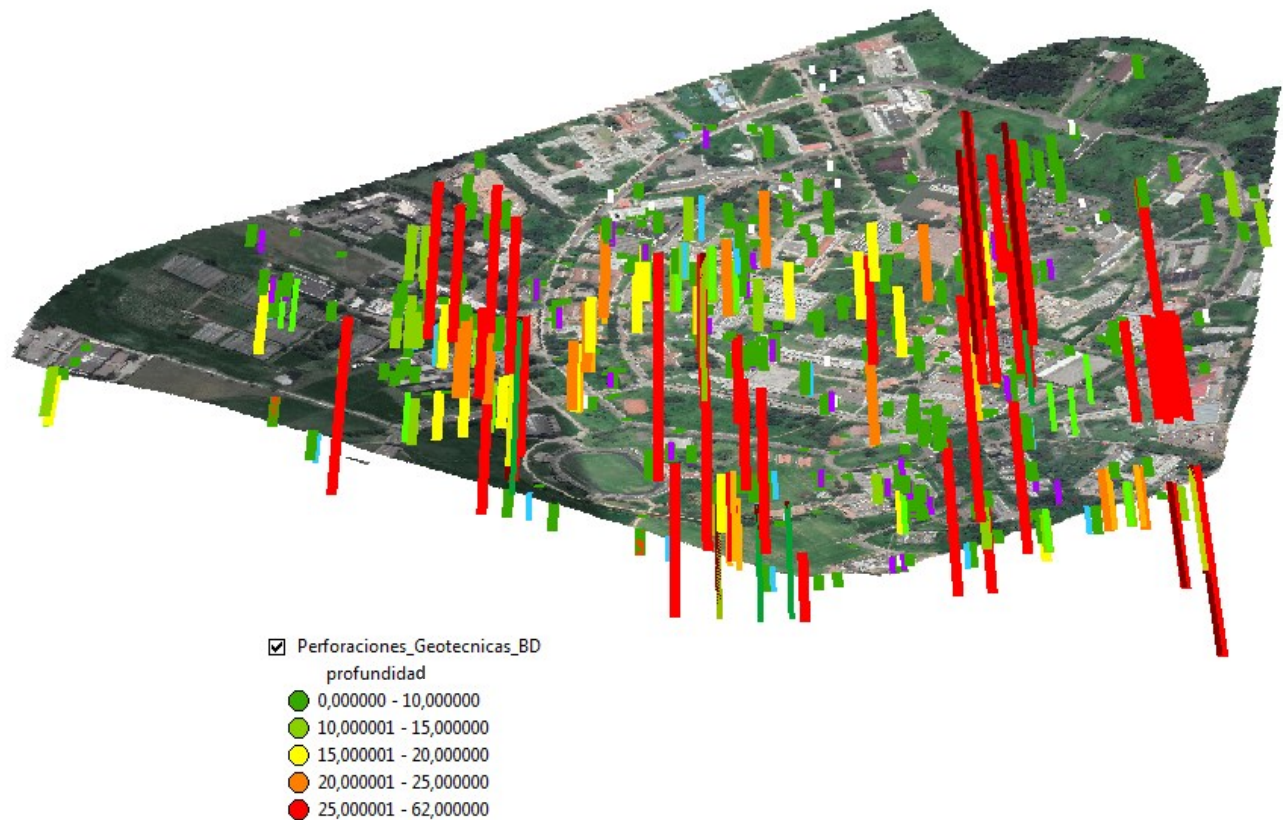 Perforaciones_Geotecnicas_BD
profundidad
0,000000 - 10,000000
10,000001 - 15,000000
15,000001 - 20,000000
20,000001 - 25,000000
25,000001 - 62,000000